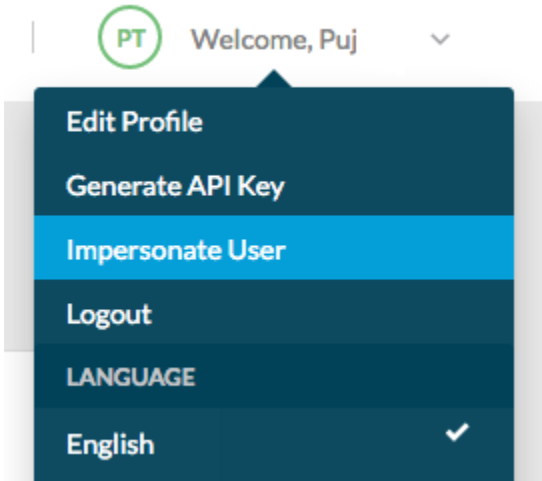 PT Welcome, Puj
Edit Profile
Generate API Key
Impersonate User
Logout
LANGUAGE
English